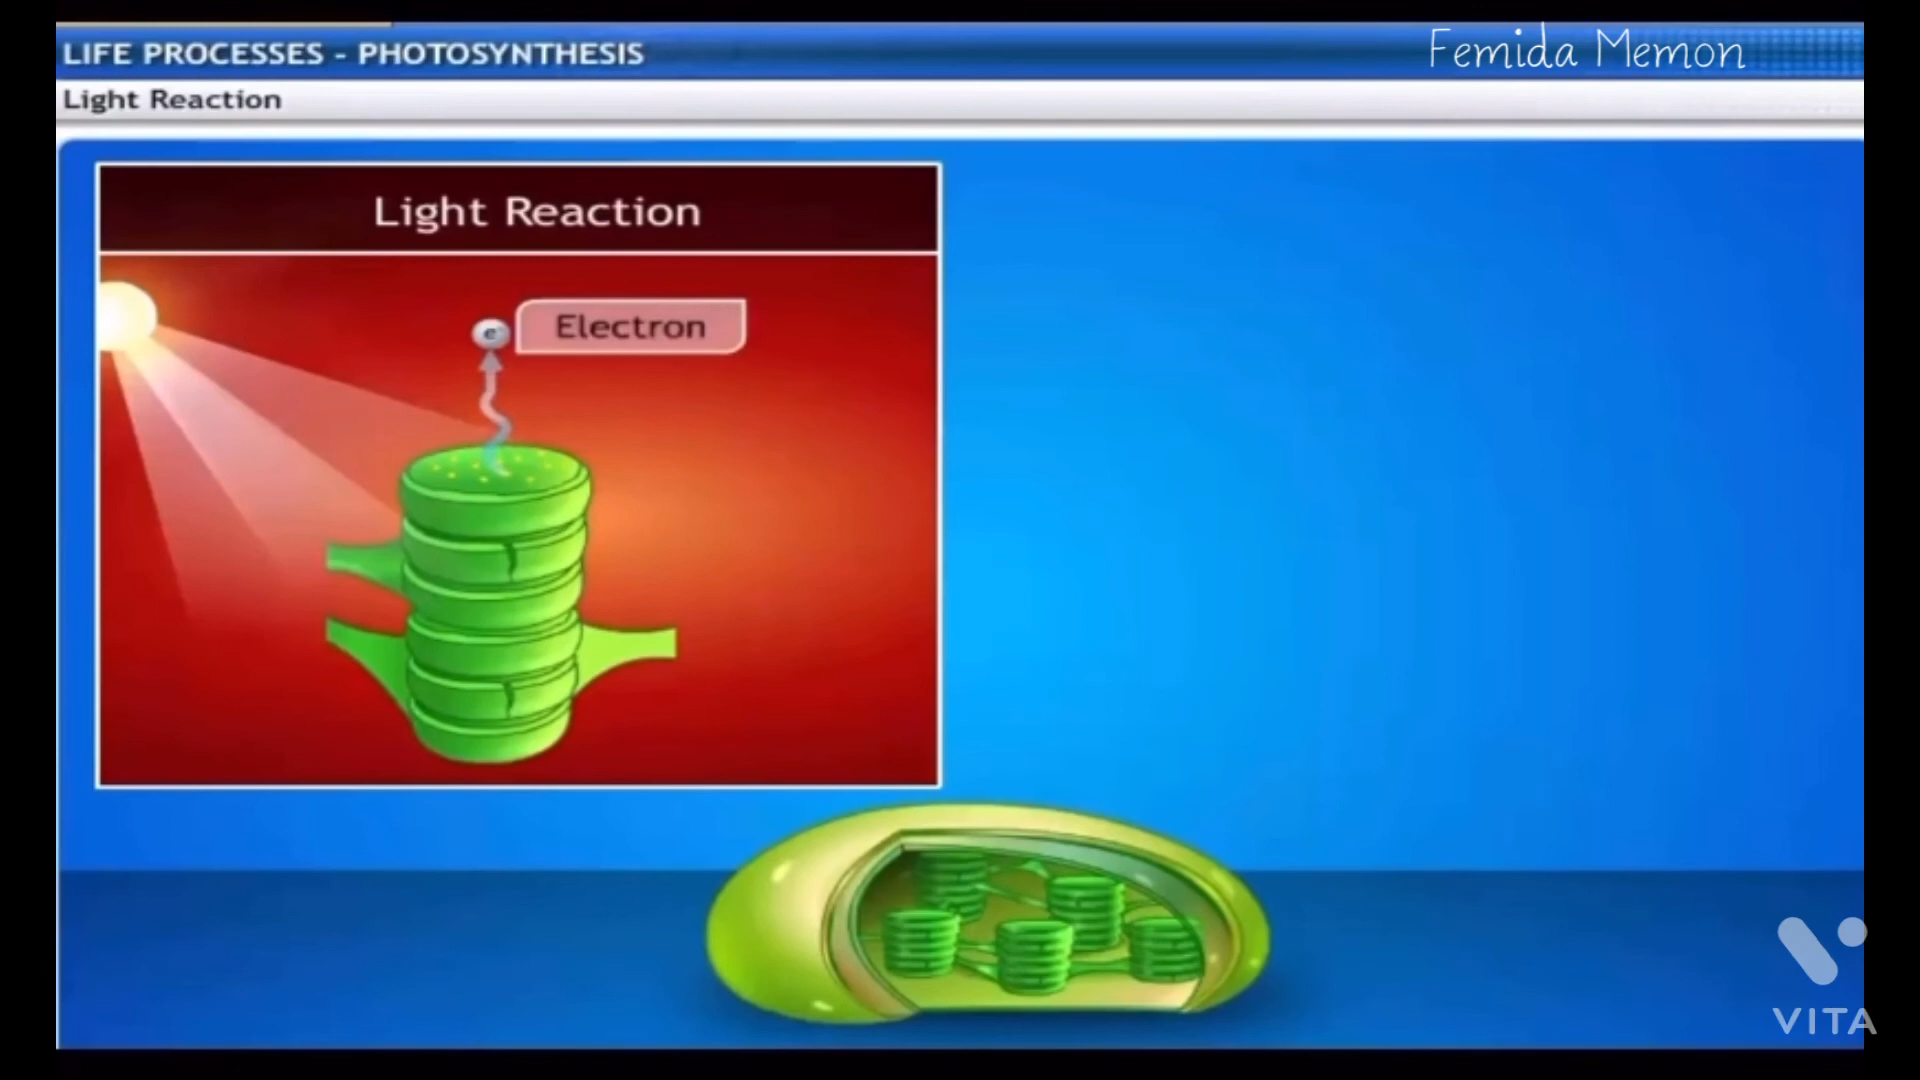 LIFE PROCESSES - PHOTOSYNTHESIS
Femida Memon
Light Reaction
Light Reaction
Electron
e
VITA